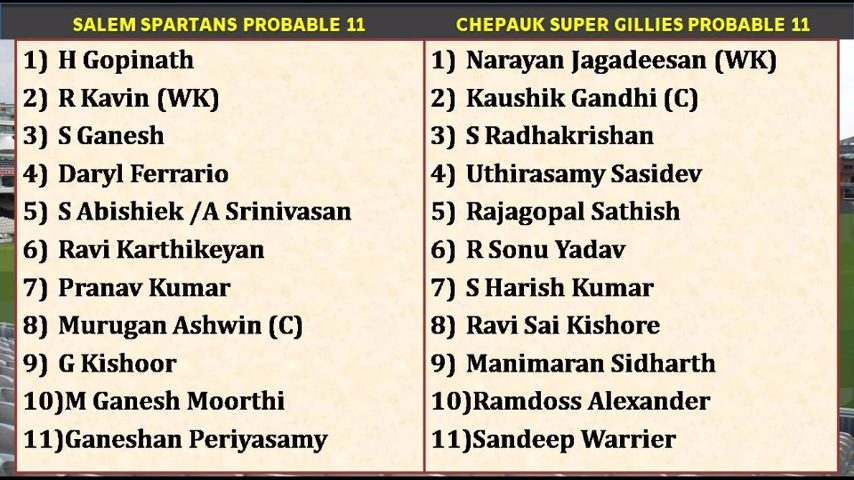 SALEM SPARTANS PROBABLE 11
1) H Gopinath
2) R Kavin (WK)
3) S Ganesh
4) Daryl Ferrario
5) S Abishiek /A Srinivasan
6) Ravi Karthikeyan
7) Pranav Kumar
8) Murugan Ashwin (C)
9) G Kishoor
10)M Ganesh Moorthi
11)Ganeshan Periyasamy
CHEPAUK SUPER GILLIES PROBABLE 11
1) Narayan Jagadeesan (WK)
2) Kaushik Gandhi (C)
3) S Radhakrishan
4) Uthirasamy Sasidev
5) Rajagopal Sathish
6) R Sonu Yadav
7) S Harish Kumar
8) Ravi Sai Kishore
9) Manimaran Sidharth
10)Ramdoss Alexander
11)Sandeep Warrier